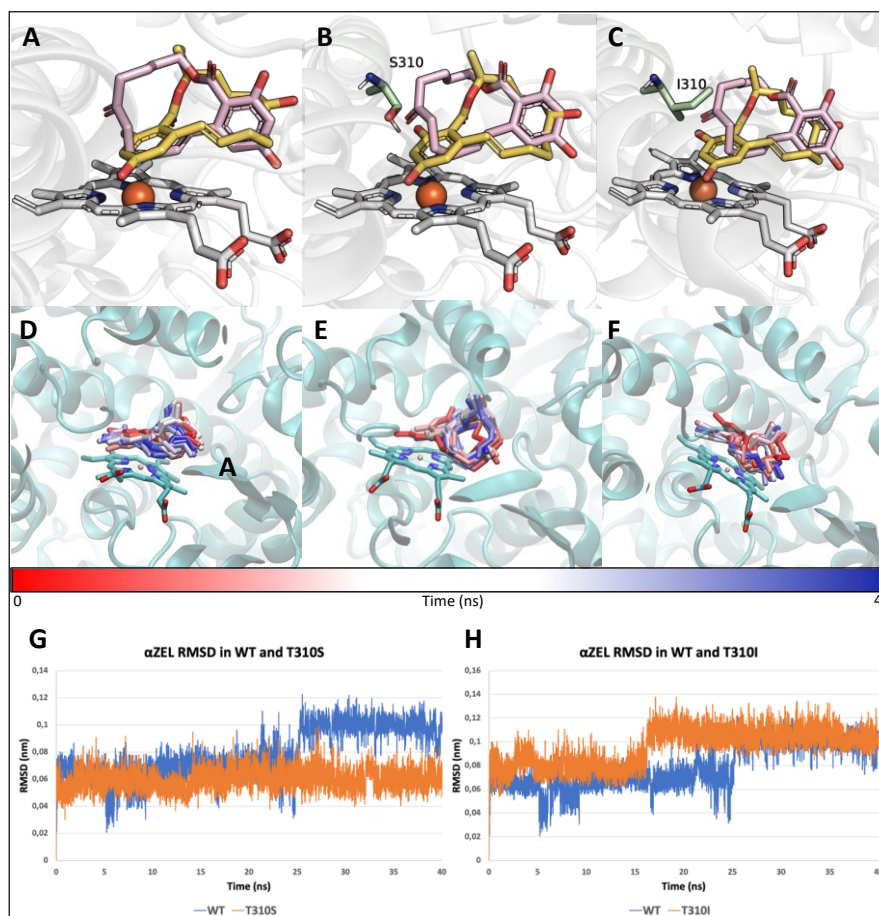 A
B
C
S310
I310
D
E
F
A
0
Time (ns)
4
G
H
αZEL RMSD in WT and T310S
αZEL RMSD in WT and T310I
0,14
0,12
0,1
0,08
0,06
0,04
0,02
0
RMSD (nm)
0 5 10 15 20 25 30 35 40
Time (ns)
WT T310S
0,16
0,14
0,12
0,1
0,08
0,06
0,04
0,02
0
RMSD (nm)
0 5 10 15 20 25 30 35 40
Time (ns)
WT T310I